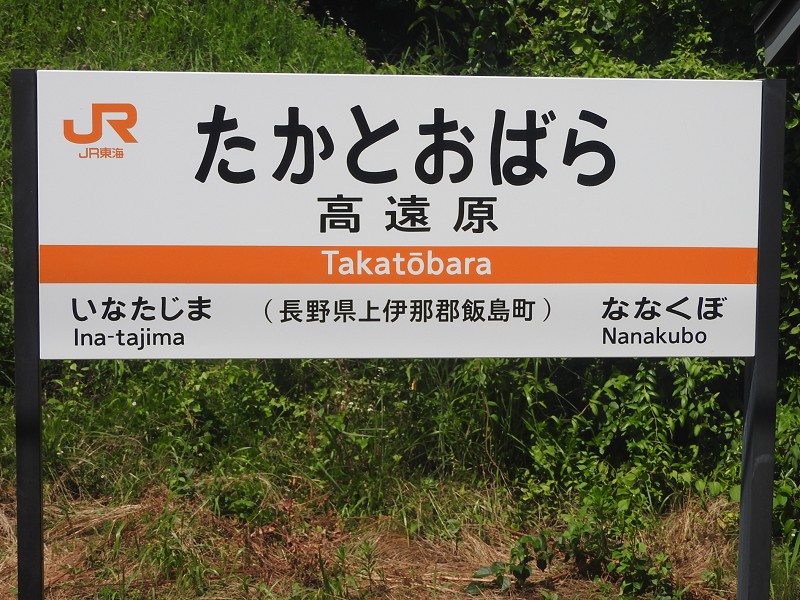 JR
JR東海
たかとおばら
高遠原
Takatōbara
いなたじま
Ina-tajima
（長野県上伊那郡飯島町）
ななくぼ
Nanakubo